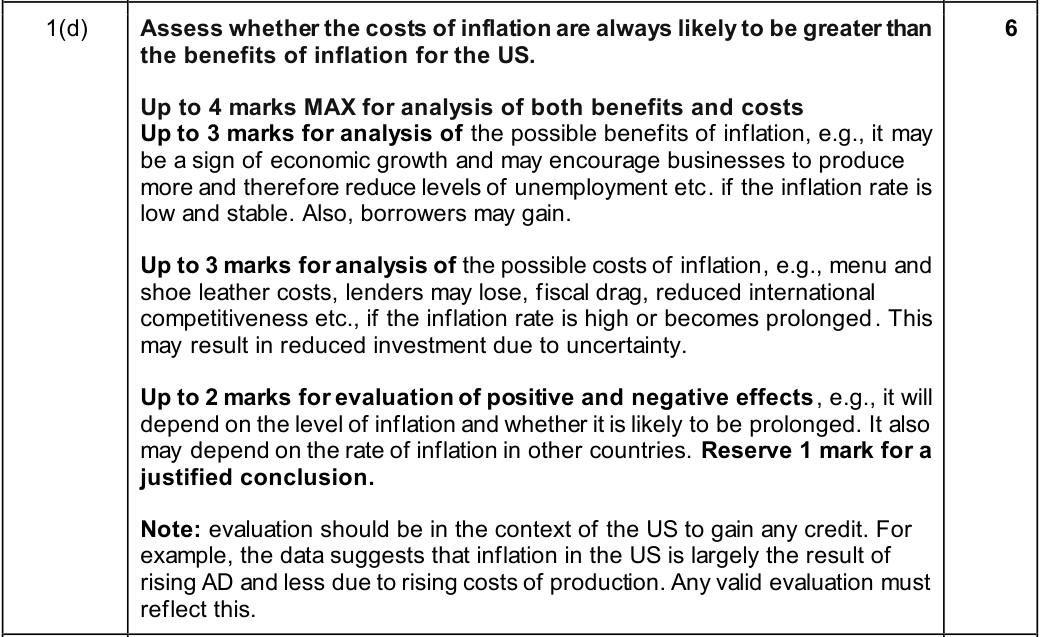 1(d) Assess whether the costs of inflation are always likely to be greater than 6
the benefits of inflation for the US.
Up to 4 marks MAX for analysis of both benefits and costs
Up to 3 marks for analysis of the possible benefits of inflation, e.g., it may
be a sign of economic growth and may encourage businesses to produce
more and therefore reduce levels of unemployment etc. if the inflation rate is
low and stable. Also, borrowers may gain.
Up to 3 marks for analysis of the possible costs of inflation, e.g., menu and
shoe leather costs, lenders may lose, fiscal drag, reduced international
competitiveness etc., if the inflation rate is high or becomes prolonged. This
may result in reduced investment due to uncertainty.
Up to 2 marks for evaluation of positive and negative effects, e.g., it will
depend on the level of inflation and whether it is likely to be prolonged. It also
may depend on the rate of inflation in other countries. Reserve 1 mark for a
justified conclusion.
Note: evaluation should be in the context of the US to gain any credit. For
example, the data suggests that inflation in the US is largely the result of
rising AD and less due to rising costs of production. Any valid evaluation must
reflect this.